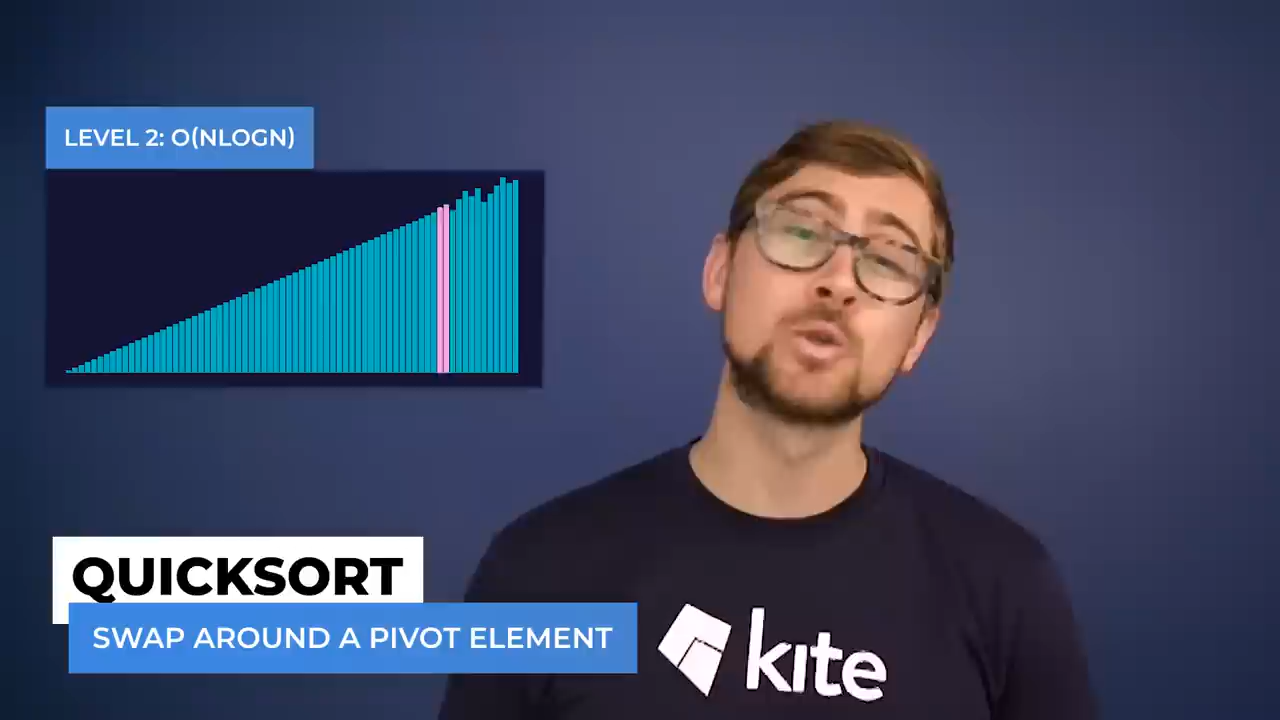 LEVEL 2: O(NLOGN)
QUICKSORT
SWAP AROUND A PIVOT ELEMENT
kite